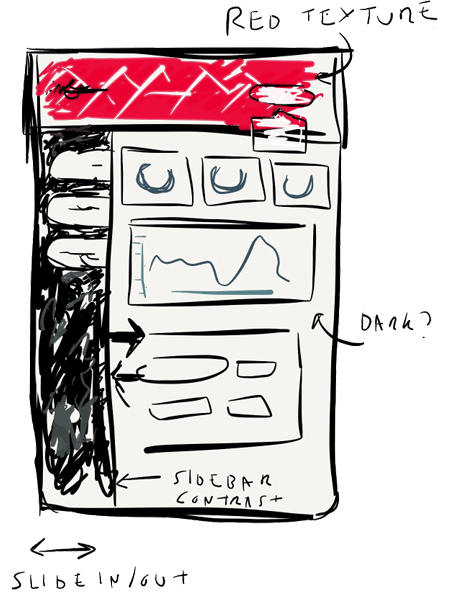 RED TEXTURE
DARK?
SIDEBAR
CONTRAST
SLIDE IN/OUT